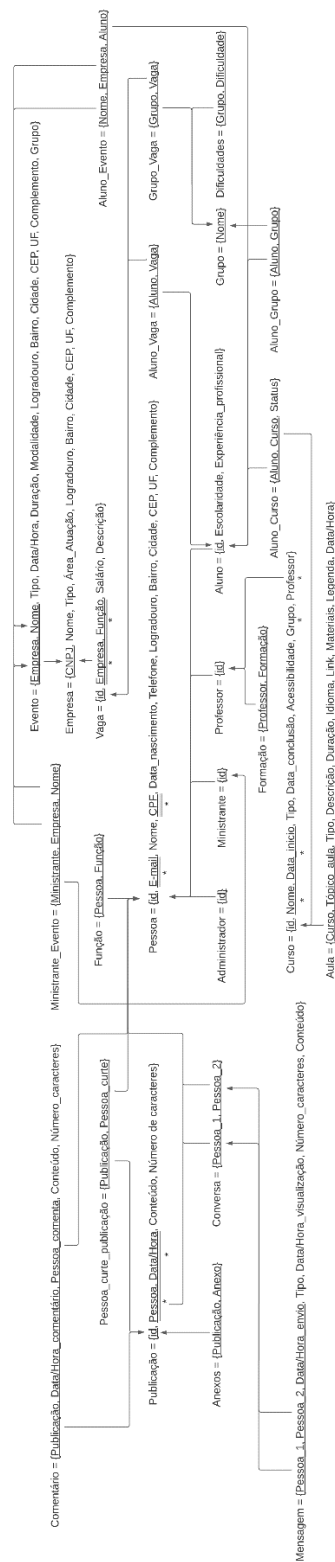 Comentário = {Publicação, Data/Hora_comentário, Pessoa_comenta, Conteúdo, Número_caracteres}
Ministrante_Evento = {Ministrante, Empresa, Nome}
Evento = {Empresa, Nome, Tipo, Data/Hora, Duração, Modalidade, Logradouro, Bairro, Cidade, CEP, UF, Complemento, Grupo}
Aluno_Evento = {Nome, Empresa, Aluno}
Empresa = {CNPJ, Nome, Tipo, Área_Atuação, Logradouro, Bairro, Cidade, CEP, UF, Complemento}
Pessoa_curte_publicação = {Publicação, Pessoa_curte}
Função = {Pessoa, Função}
Vaga = {id, Empresa, Função, Salário, Descrição}
* *
Publicação = {id, Pessoa, Data/Hora, Conteúdo, Número de caracteres}
* *
Pessoa = {id, E-mail, Nome, CPF, Data_nascimento, Telefone, Logradouro, Bairro, Cidade, CEP, UF, Complemento}
* *
Aluno_Vaga = {Aluno, Vaga}
Grupo_Vaga = {Grupo, Vaga}
Anexos = {Publicação, Anexo}
Conversa = {Pessoa_1, Pessoa_2}
Administrador = {id}
Ministrante = {id}
Professor = {id}
Aluno = {id, Escolaridade, Experiência_profissional}
Grupo = {Nome}
Dificuldades = {Grupo, Dificuldade}
Formação = {Professor, Formação}
Aluno_Curso = {Aluno, Curso, Status}
Aluno_Grupo = {Aluno, Grupo}
Curso = {id, Nome, Data_inicio, Tipo, Data_conclusão, Acessibilidade, Grupo, Professor}
* * * *
Mensagem = {Pessoa_1, Pessoa_2, Data/Hora_envio, Tipo, Data/Hora_visualização, Número_caracteres, Conteúdo}
Aula = {Curso, Tópico_aula, Tipo, Descrição, Duração, Idioma, Link, Materiais, Legenda, Data/Hora}